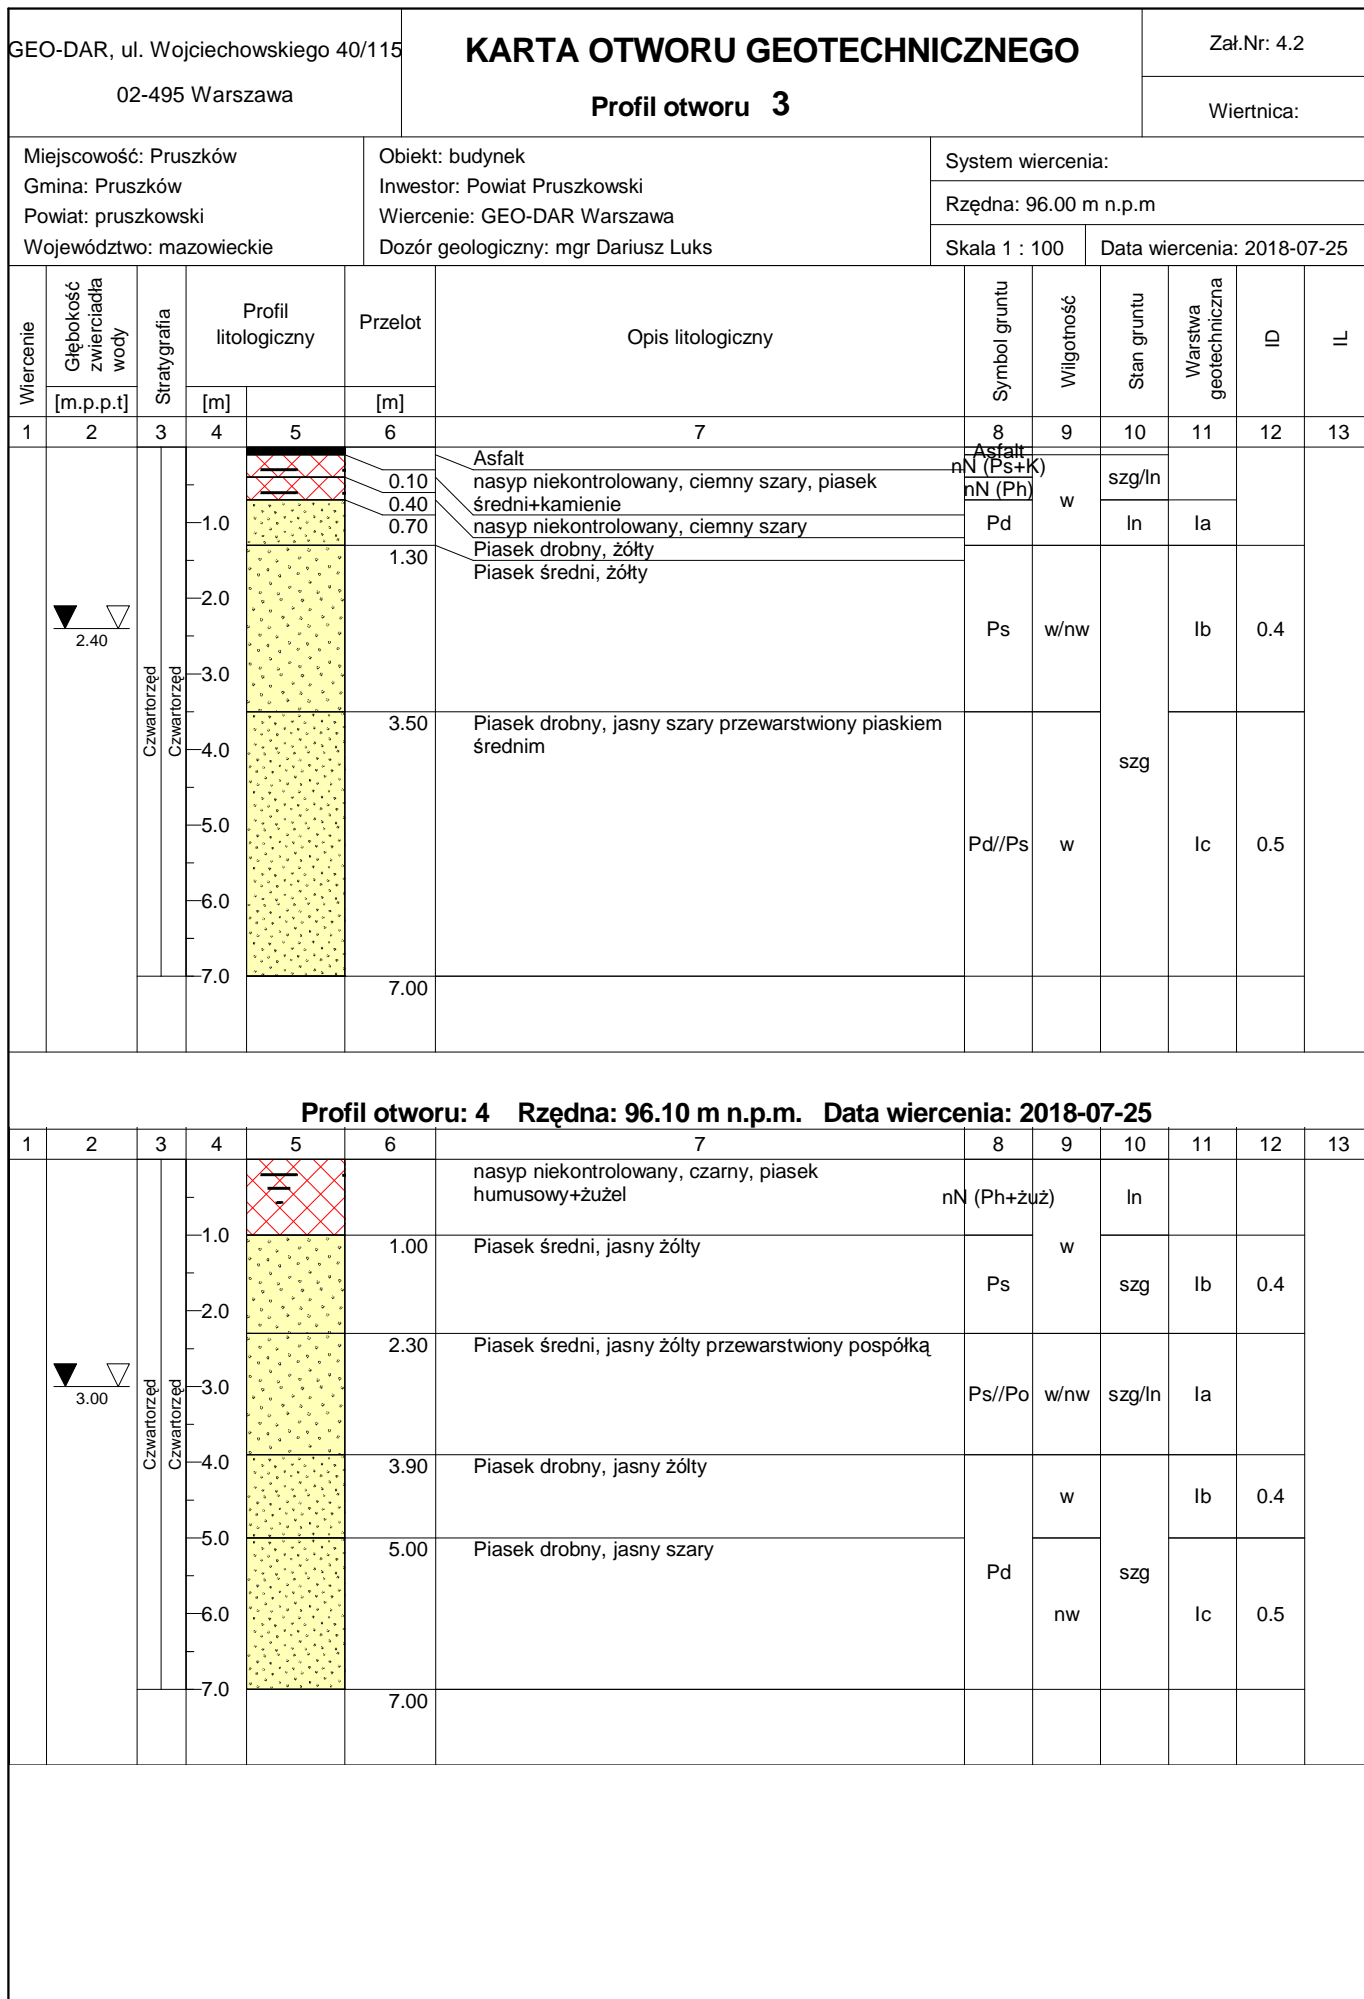 GEO-DAR, ul. Wojciechowskiego 40/115
02-495 Warszawa
KARTA OTWORU GEOTECHNICZNEGO
Profil otworu 3
Zał.Nr: 4.2
Wiertnica:
Miejscowość: Pruszków
Gmina: Pruszków
Powiat: pruszkowski
Województwo: mazowieckie
Obiekt: budynek
Inwestor: Powiat Pruszkowski
Wiercenie: GEO-DAR Warszawa
Dozór geologiczny: mgr Dariusz Luks
System wiercenia:
Rzędna: 96.00 m n.p.m
Skala 1 : 100
Data wiercenia: 2018-07-25
Wiercenie
Głębokość
zwierciadła
wody
[m.p.p.t]
Stratygrafia
Profil
litologiczny
[m]
Przelot
[m]
Opis litologiczny
Symbol gruntu
Wilgotność
Stan gruntu
Warstwa
geotechniczna
ID
IL
1 2 3 4 5 6 7 8 9 10 11 12 13
2.40
Czwartorzęd
Czwartorzęd
1.0
2.0
3.0
4.0
5.0
6.0
7.0
0.10
0.40
0.70
1.30
3.50
7.00
Asfalt
nasyp niekontrolowany, ciemny szary, piasek
średni+kamienie
nasyp niekontrolowany, ciemny szary
Piasek drobny, żółty
Piasek średni, żółty
Piasek drobny, jasny szary przewarstwiony piaskiem
średnim
Asfalt
nN (Ps+K)
nN (Ph)
Pd
Ps
Pd//Ps
w
w/nw
w
szg/ln
ln
szg
Ia
Ib
Ic
0.4
0.5
Profil otworu: 4 Rzędna: 96.10 m n.p.m. Data wiercenia: 2018-07-25
1 2 3 4 5 6 7 8 9 10 11 12 13
3.00
Czwartorzęd
Czwartorzęd
1.0
2.0
3.0
4.0
5.0
6.0
7.0
1.00
2.30
3.90
5.00
7.00
nasyp niekontrolowany, czarny, piasek
humusowy+żużel
Piasek średni, jasny żólty
Piasek średni, jasny żólty przewarstwiony pospółką
Piasek drobny, jasny żólty
Piasek drobny, jasny szary
nN (Ph+żuż)
Ps
Ps//Po
Pd
w
w/nw
w
nw
ln
szg
szg/ln
szg
Ib
Ia
Ib
Ic
0.4
0.4
0.5